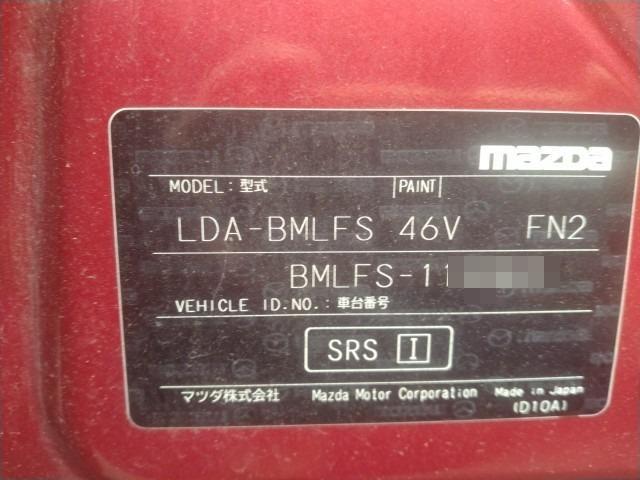 mazda
MODEL : 型式 PAINT
LDA-BMLFS 46V FN2
BMLFS-11
VEHICLE ID.NO. : 車台番号
SRS I
マツダ株式会社 Mazda Motor Corporation Made in Japan
(D10A)